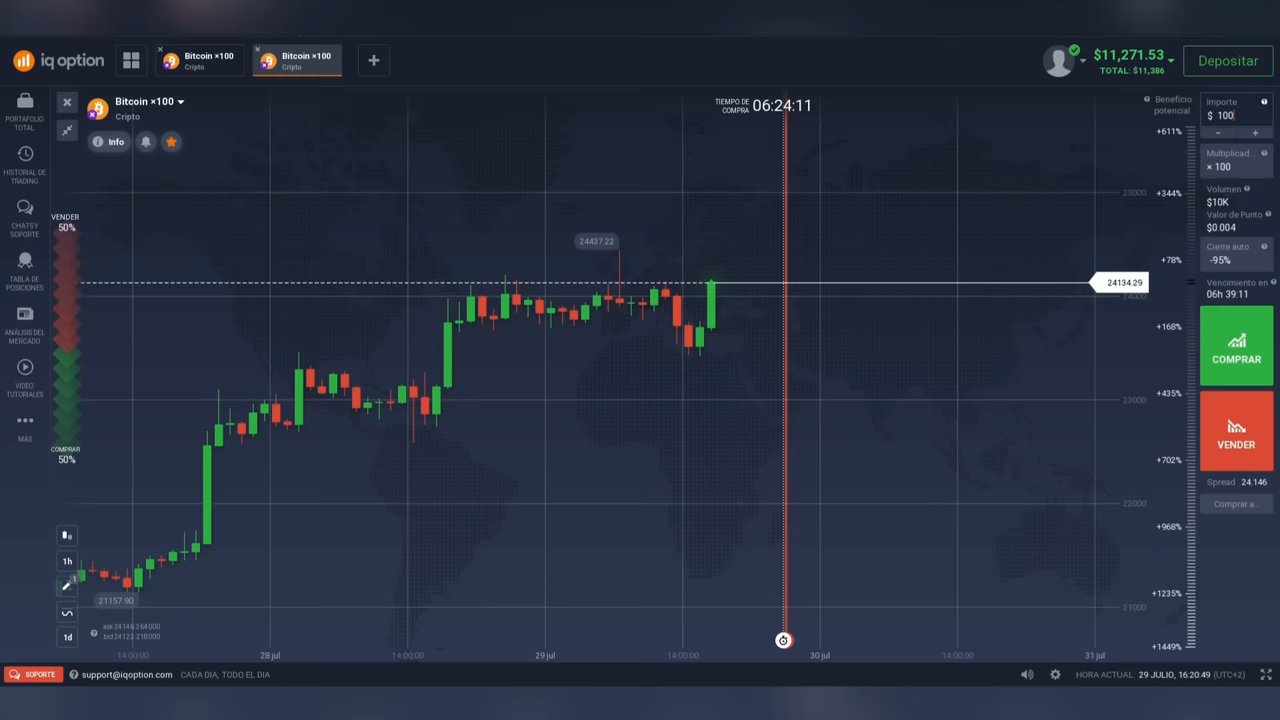 iq option
Bitcoin ×100
Cripto
Bitcoin ×100
Cripto
$11,271.53
TOTAL: $11,386
Depositar
PORTAFOLIO
TOTAL
HISTORIAL DE
TRADING
CHATS Y
SOPORTE
TABLA DE
POSICIONES
ANÁLISIS DEL
MERCADO
VIDEO
TUTORIALES
MÁS
Bitcoin ×100
Cripto
Info
VENDER
50%
COMPRAR
50%
1
1h
1d
TIEMPO DE
COMPRA
06:24:11
24437.22
21157.90
24134.29
25000
24000
23000
22000
21000
14:00:00
28 jul
14:00:00
29 jul
14:00:00
30 jul
14:00:00
31 jul
Beneficio
potencial
+611%
+344%
+78%
+168%
+435%
+702%
+968%
+1235%
+1449%
Importe
$ 100
Multiplicad...
× 100
Volumen
$10K
Valor de Punto
$0.004
Cierre auto
-95%
Vencimiento en
06h 39:11
COMPRAR
VENDER
Spread 24.146
Comprar a...
SOPORTE
support@iqoption.com
CADA DIA, TODO EL DIA
HORA ACTUAL: 29 JULIO, 16:20:49 (UTC+2)